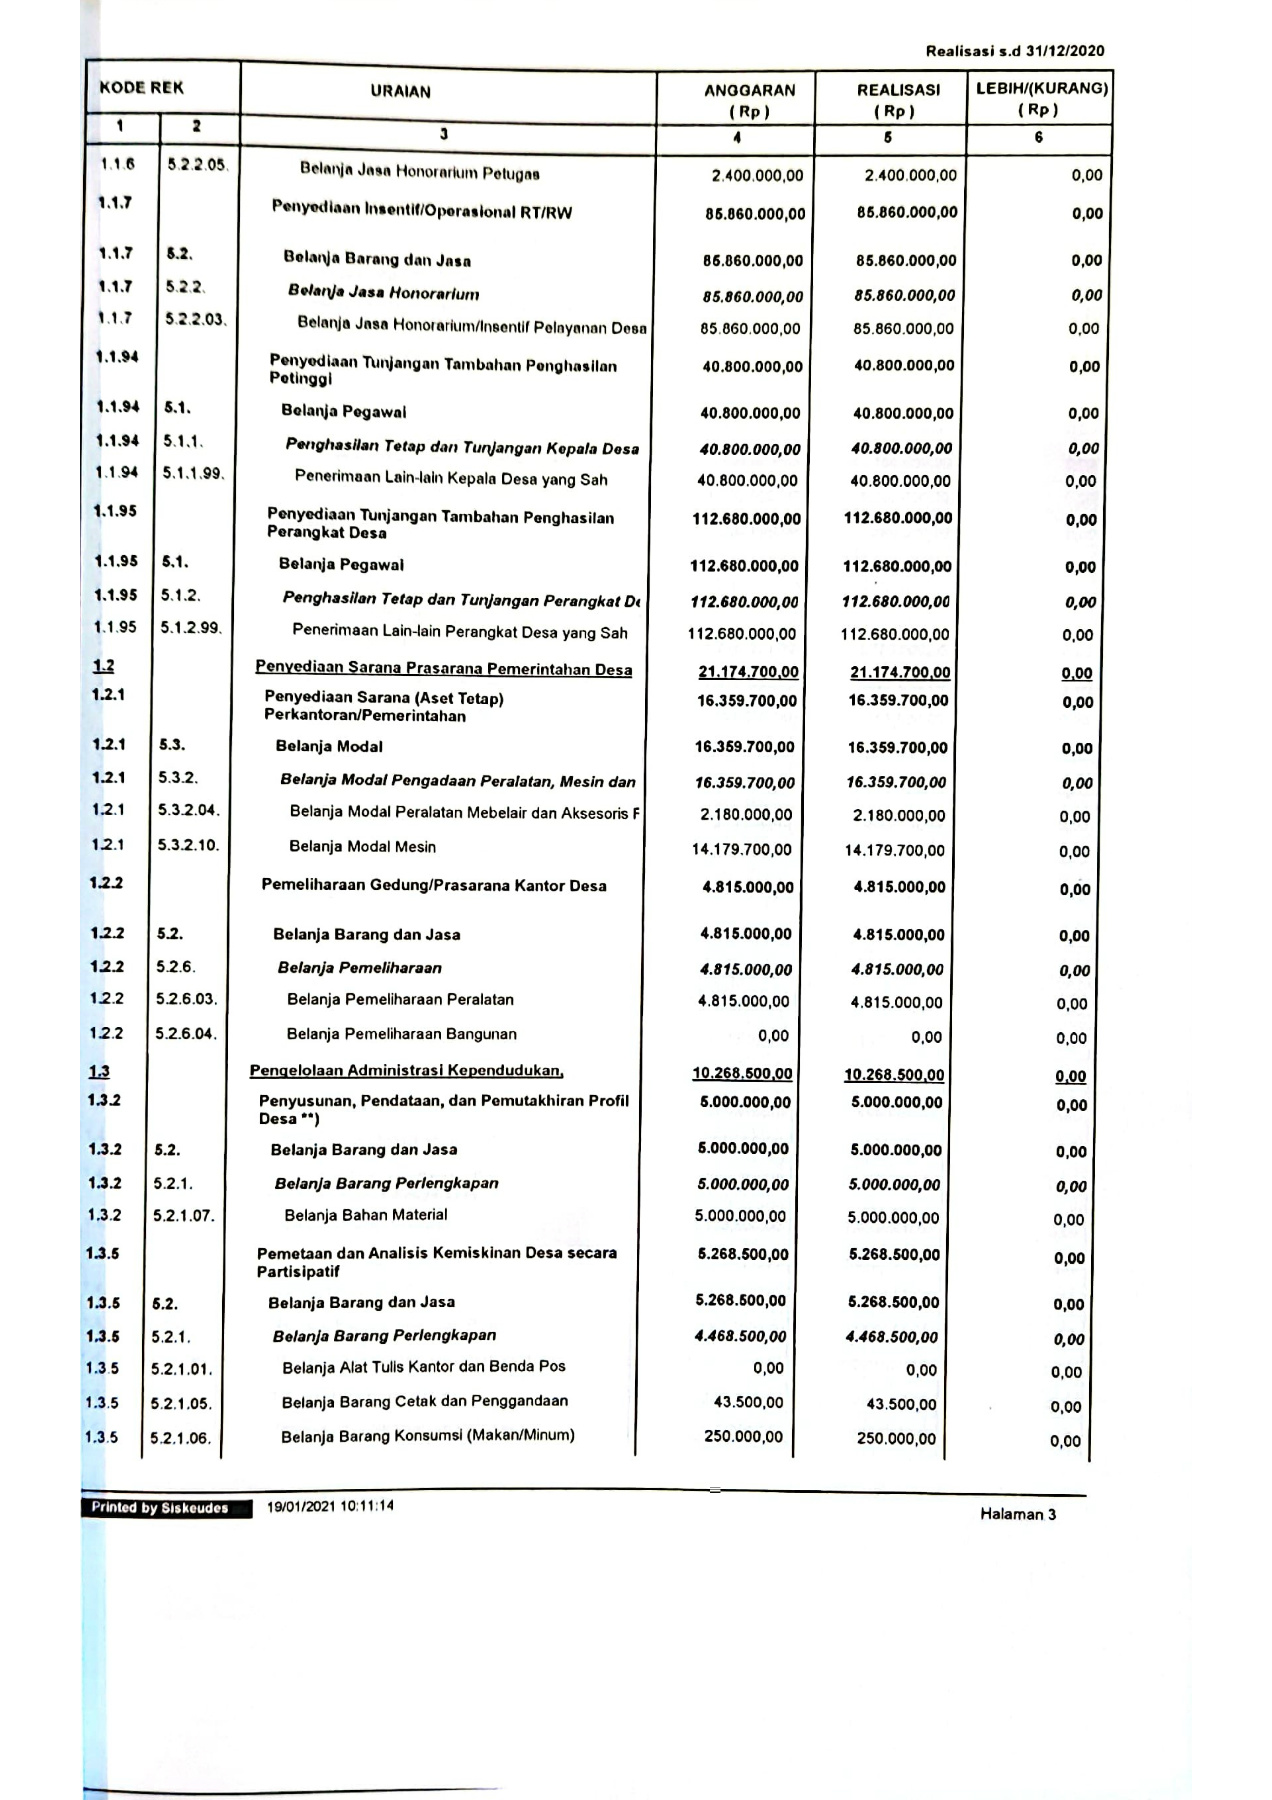 Realisasi s.d 31/12/2020
KODE REK URAIAN ANGGARAN REALISASI LEBIH/(KURANG)
( Rp ) ( Rp ) ( Rp )
1 2 3 4 5 6
1.1.6 5.2.2.05. Belanja Jasa Honorarium Petugas 2.400.000,00 2.400.000,00 0,00
1.1.7 Penyediaan Insentif/Operasional RT/RW 85.860.000,00 85.860.000,00 0,00
1.1.7 5.2. Belanja Barang dan Jasa 85.860.000,00 85.860.000,00 0,00
1.1.7 5.2.2. Belanja Jasa Honorarium 85.860.000,00 85.860.000,00 0,00
1.1.7 5.2.2.03. Belanja Jasa Honorarium/Insentif Pelayanan Desa 85.860.000,00 85.860.000,00 0,00
1.1.94 Penyediaan Tunjangan Tambahan Penghasilan 40.800.000,00 40.800.000,00 0,00
Petinggi
1.1.94 5.1. Belanja Pegawai 40.800.000,00 40.800.000,00 0,00
1.1.94 5.1.1. Penghasilan Tetap dan Tunjangan Kepala Desa 40.800.000,00 40.800.000,00 0,00
1.1.94 5.1.1.99. Penerimaan Lain-lain Kepala Desa yang Sah 40.800.000,00 40.800.000,00 0,00
1.1.95 Penyediaan Tunjangan Tambahan Penghasilan 112.680.000,00 112.680.000,00 0,00
Perangkat Desa
1.1.95 5.1. Belanja Pegawai 112.680.000,00 112.680.000,00 0,00
1.1.95 5.1.2. Penghasilan Tetap dan Tunjangan Perangkat De 112.680.000,00 112.680.000,00 0,00
1.1.95 5.1.2.99. Penerimaan Lain-lain Perangkat Desa yang Sah 112.680.000,00 112.680.000,00 0,00
1.2 Penyediaan Sarana Prasarana Pemerintahan Desa 21.174.700,00 21.174.700,00 0,00
1.2.1 Penyediaan Sarana (Aset Tetap) 16.359.700,00 16.359.700,00 0,00
Perkantoran/Pemerintahan
1.2.1 5.3. Belanja Modal 16.359.700,00 16.359.700,00 0,00
1.2.1 5.3.2. Belanja Modal Pengadaan Peralatan, Mesin dan 16.359.700,00 16.359.700,00 0,00
1.2.1 5.3.2.04. Belanja Modal Peralatan Mebelair dan Aksesoris F 2.180.000,00 2.180.000,00 0,00
1.2.1 5.3.2.10. Belanja Modal Mesin 14.179.700,00 14.179.700,00 0,00
1.2.2 Pemeliharaan Gedung/Prasarana Kantor Desa 4.815.000,00 4.815.000,00 0,00
1.2.2 5.2. Belanja Barang dan Jasa 4.815.000,00 4.815.000,00 0,00
1.2.2 5.2.6. Belanja Pemeliharaan 4.815.000,00 4.815.000,00 0,00
1.2.2 5.2.6.03. Belanja Pemeliharaan Peralatan 4.815.000,00 4.815.000,00 0,00
1.2.2 5.2.6.04. Belanja Pemeliharaan Bangunan 0,00 0,00 0,00
1.3 Pengelolaan Administrasi Kependudukan, 10.268.500,00 10.268.500,00 0,00
1.3.2 Penyusunan, Pendataan, dan Pemutakhiran Profil 5.000.000,00 5.000.000,00 0,00
Desa **)
1.3.2 5.2. Belanja Barang dan Jasa 5.000.000,00 5.000.000,00 0,00
1.3.2 5.2.1. Belanja Barang Perlengkapan 5.000.000,00 5.000.000,00 0,00
1.3.2 5.2.1.07. Belanja Bahan Material 5.000.000,00 5.000.000,00 0,00
1.3.5 Pemetaan dan Analisis Kemiskinan Desa secara 5.268.500,00 5.268.500,00 0,00
Partisipatif
1.3.5 5.2. Belanja Barang dan Jasa 5.268.500,00 5.268.500,00 0,00
1.3.5 5.2.1. Belanja Barang Perlengkapan 4.468.500,00 4.468.500,00 0,00
1.3.5 5.2.1.01. Belanja Alat Tulis Kantor dan Benda Pos 0,00 0,00 0,00
1.3.5 5.2.1.05. Belanja Barang Cetak dan Penggandaan 43.500,00 43.500,00 0,00
1.3.5 5.2.1.06. Belanja Barang Konsumsi (Makan/Minum) 250.000,00 250.000,00 0,00
Printed by Siskeudes 19/01/2021 10:11:14 Halaman 3